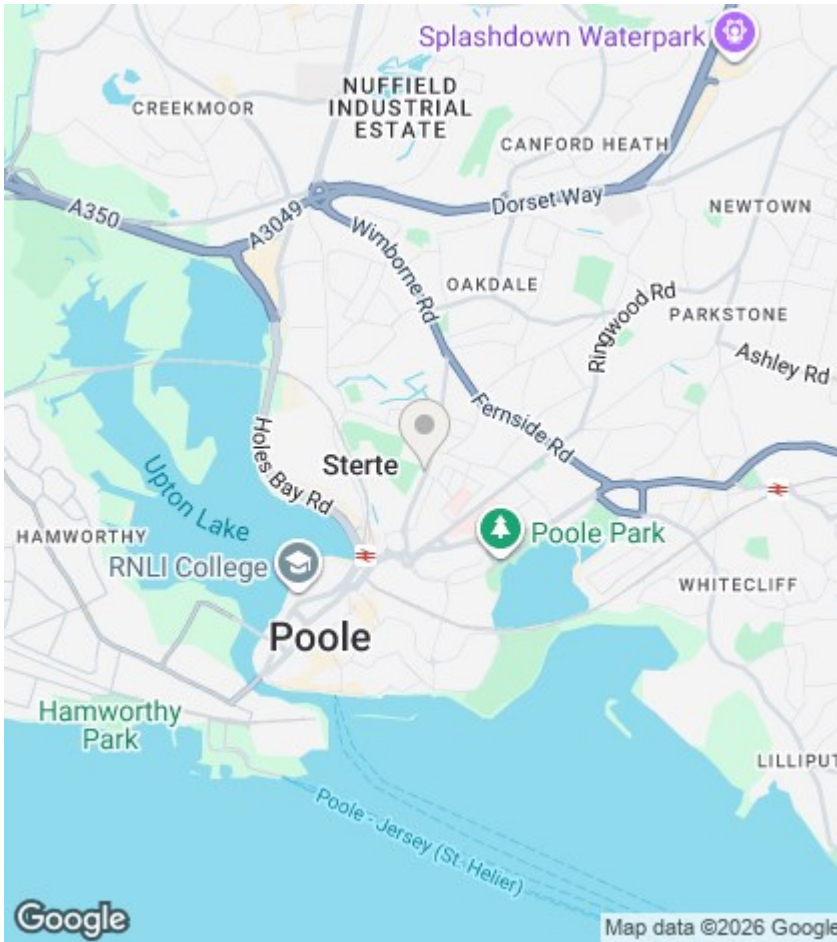 Splashdown Waterpark
NUFFIELD
INDUSTRIAL
ESTATE
CREEKMOOR
CANFORD HEATH
A350
A3049
Dorset Way
NEWTOWN
Wimborne Rd
OAKDALE
Ringwood Rd
PARKSTONE
Ashley Rd
Holes Bay Rd
Fernside Rd
Sterte
Upton Lake
HAMWORTHY
RNLI College
Poole Park
WHITECLIFF
Poole
Hamworthy
Park
LILLIPUT
Poole - Jersey (St. Helier)
Google
Map data ©2026 Google